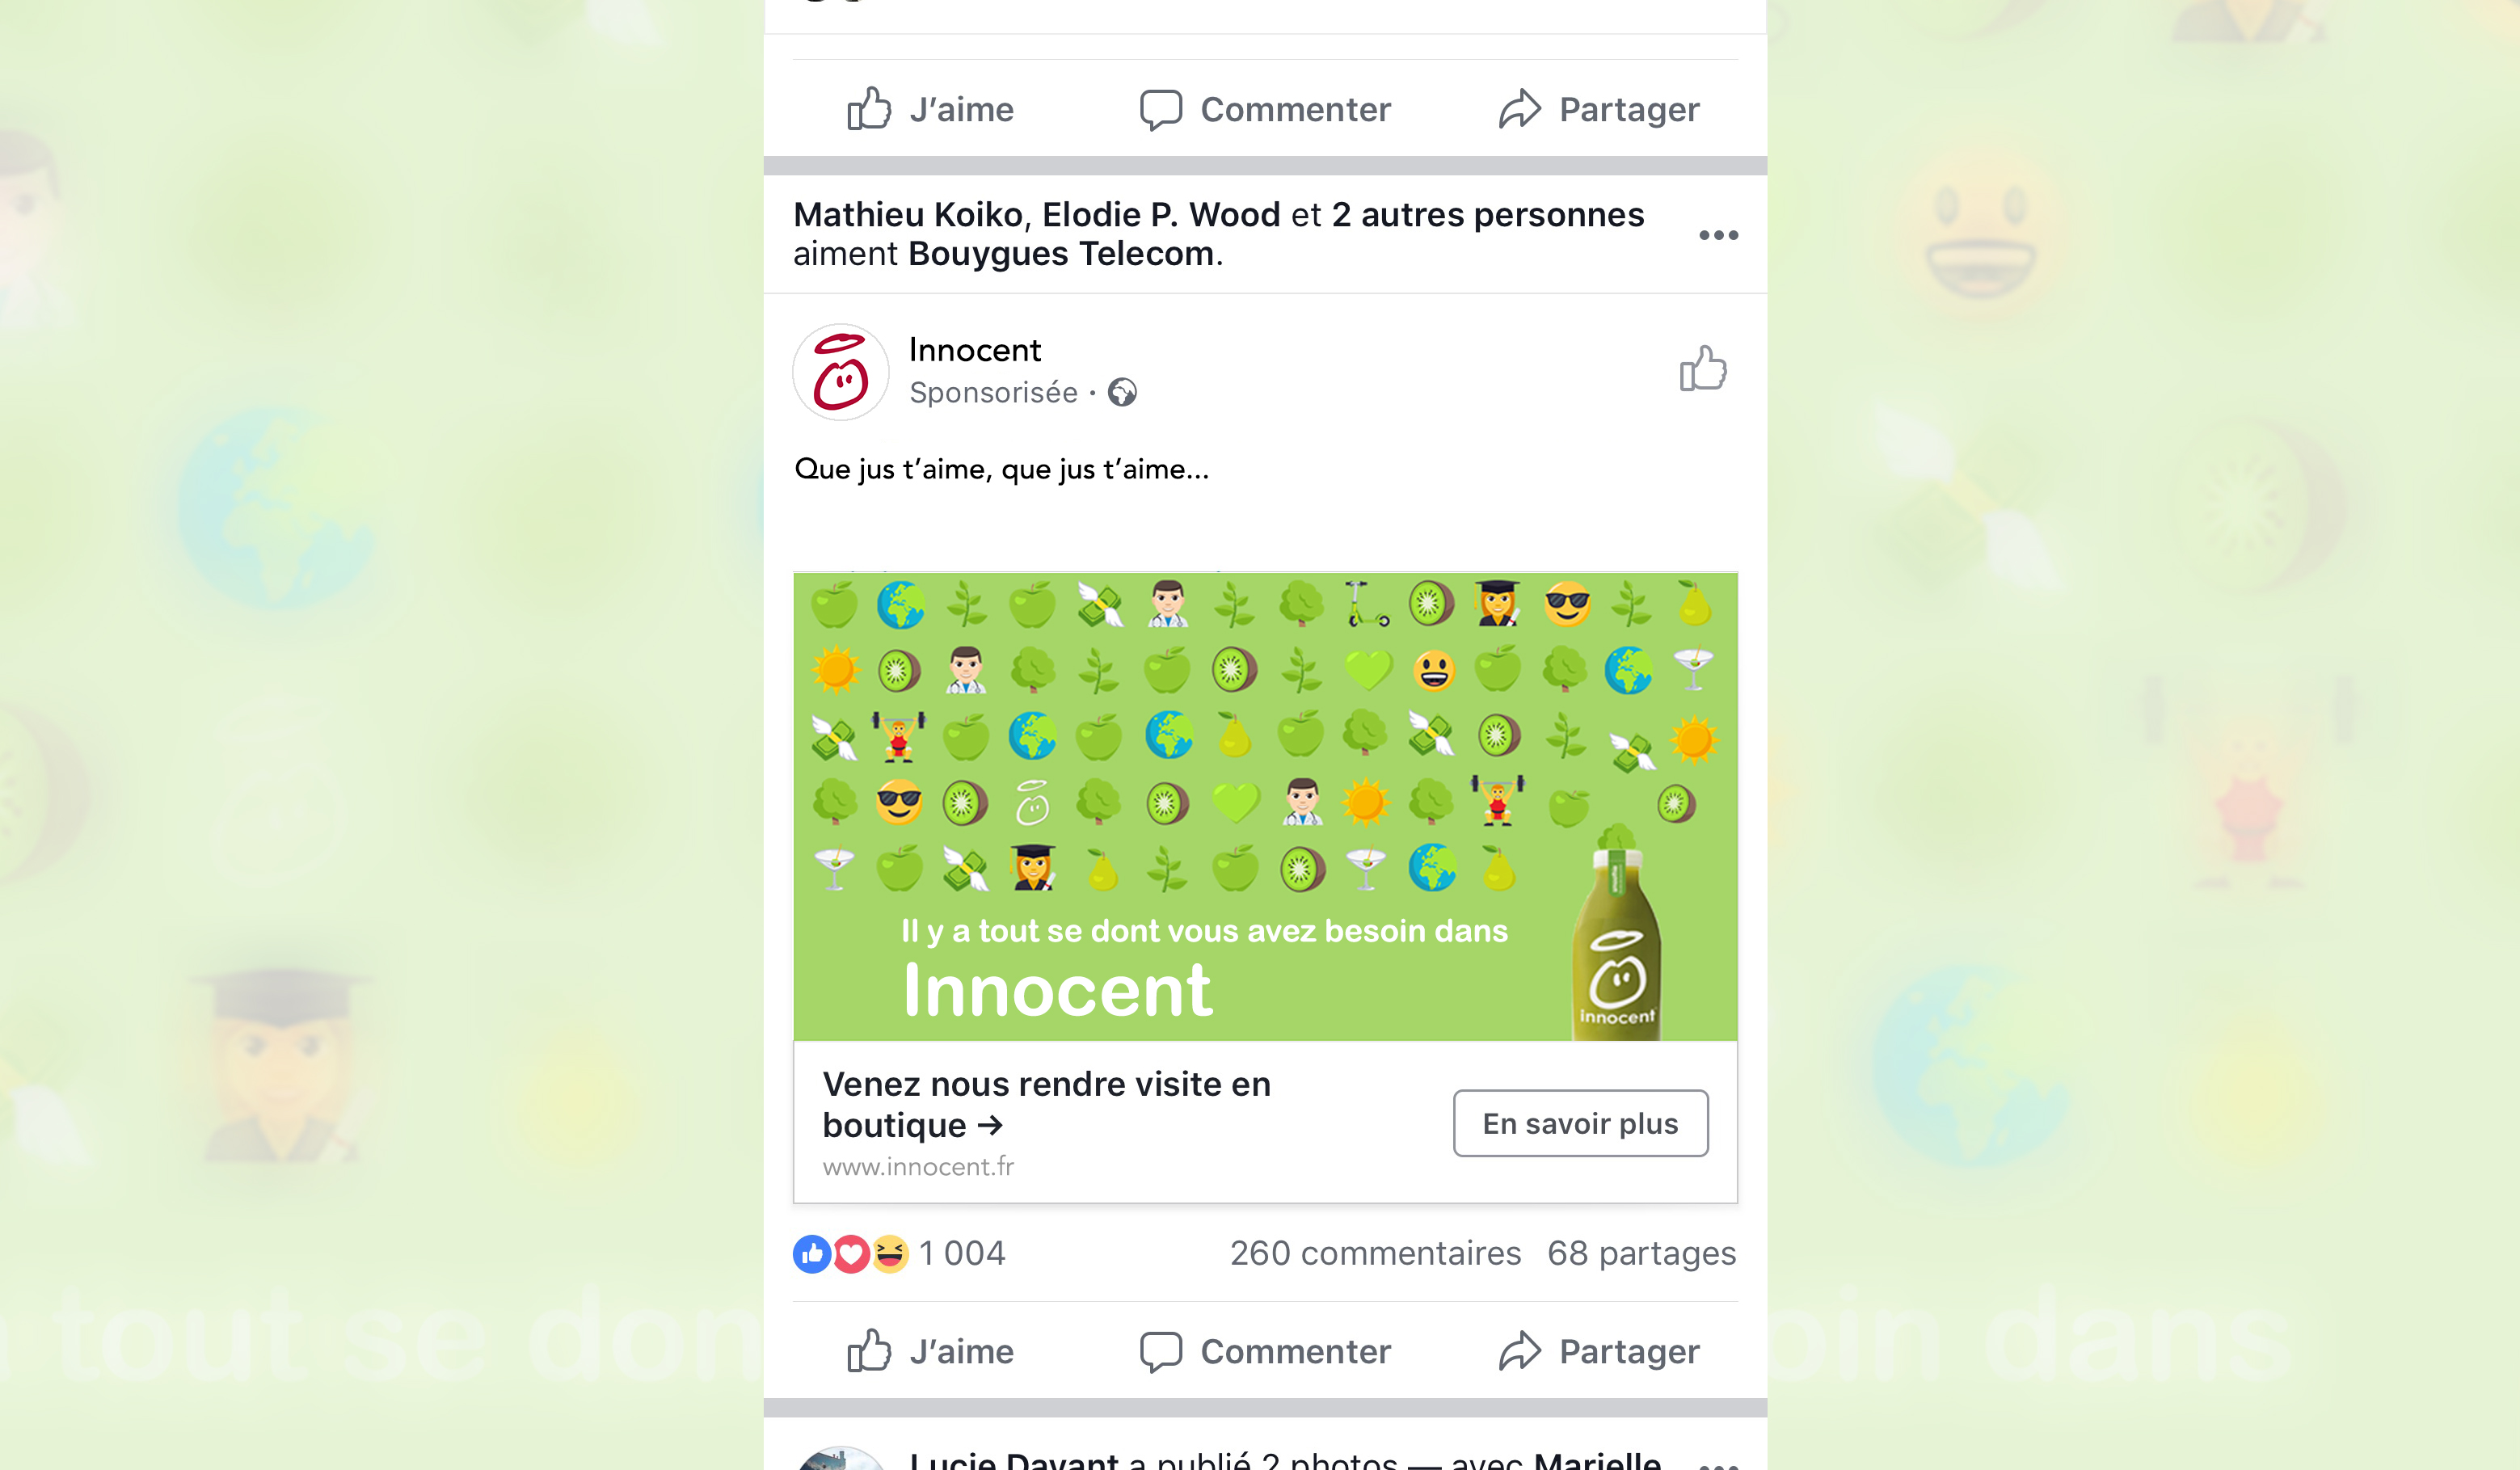 J’aime Commenter Partager
Mathieu Koiko, Elodie P. Wood et 2 autres personnes
aiment Bouygues Telecom.
Innocent
Sponsorisée ·
Que jus t’aime, que jus t’aime...
Il y a tout se dont vous avez besoin dans
Innocent
innocent
Venez nous rendre visite en
boutique →
www.innocent.fr
En savoir plus
1 004 260 commentaires 68 partages
J’aime Commenter Partager
tout se don
oin dans
Lucie Davant a publié 2 photos — avec Marielle